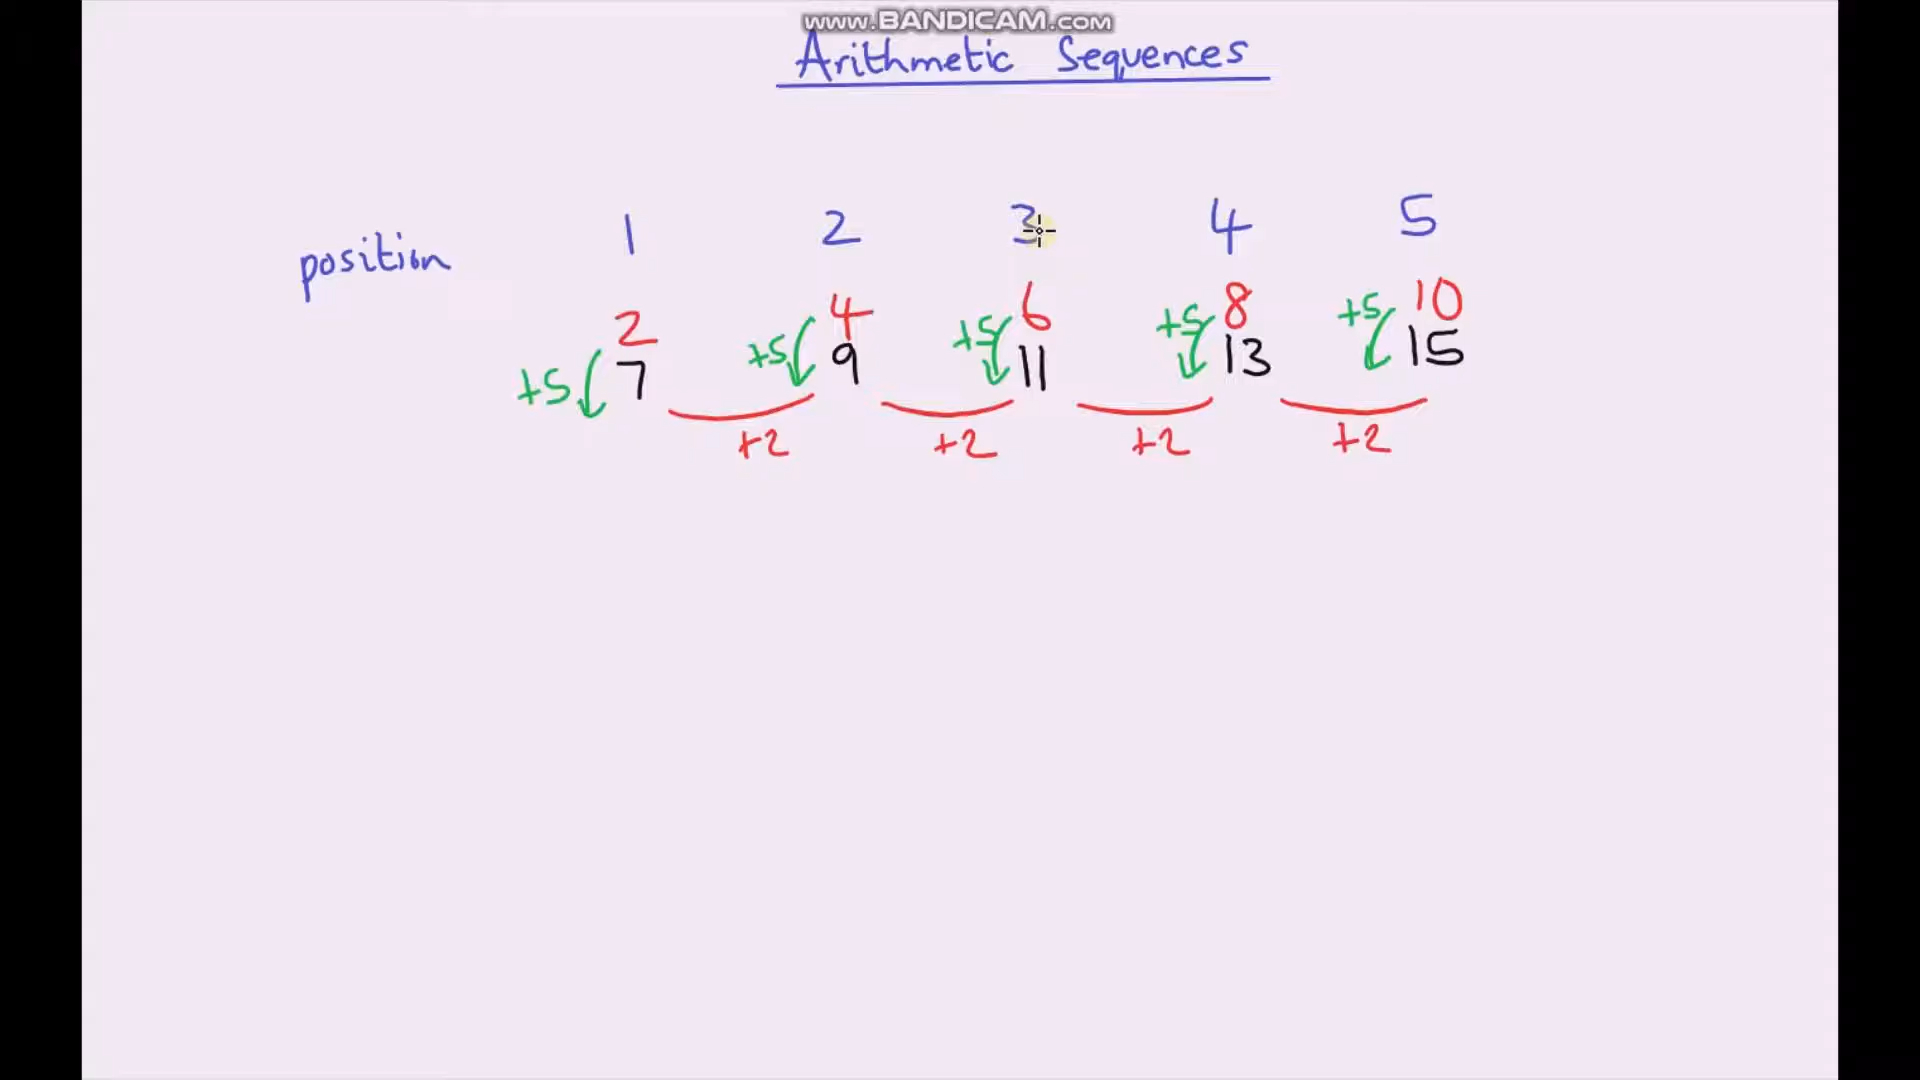 www.BANDICAM.com
Arithmetic Sequences
position 1 2 3 4 5
2 4 6 8 10
+5 7 +5 9 +5 11 +5 13 +5 15
+2 +2 +2 +2